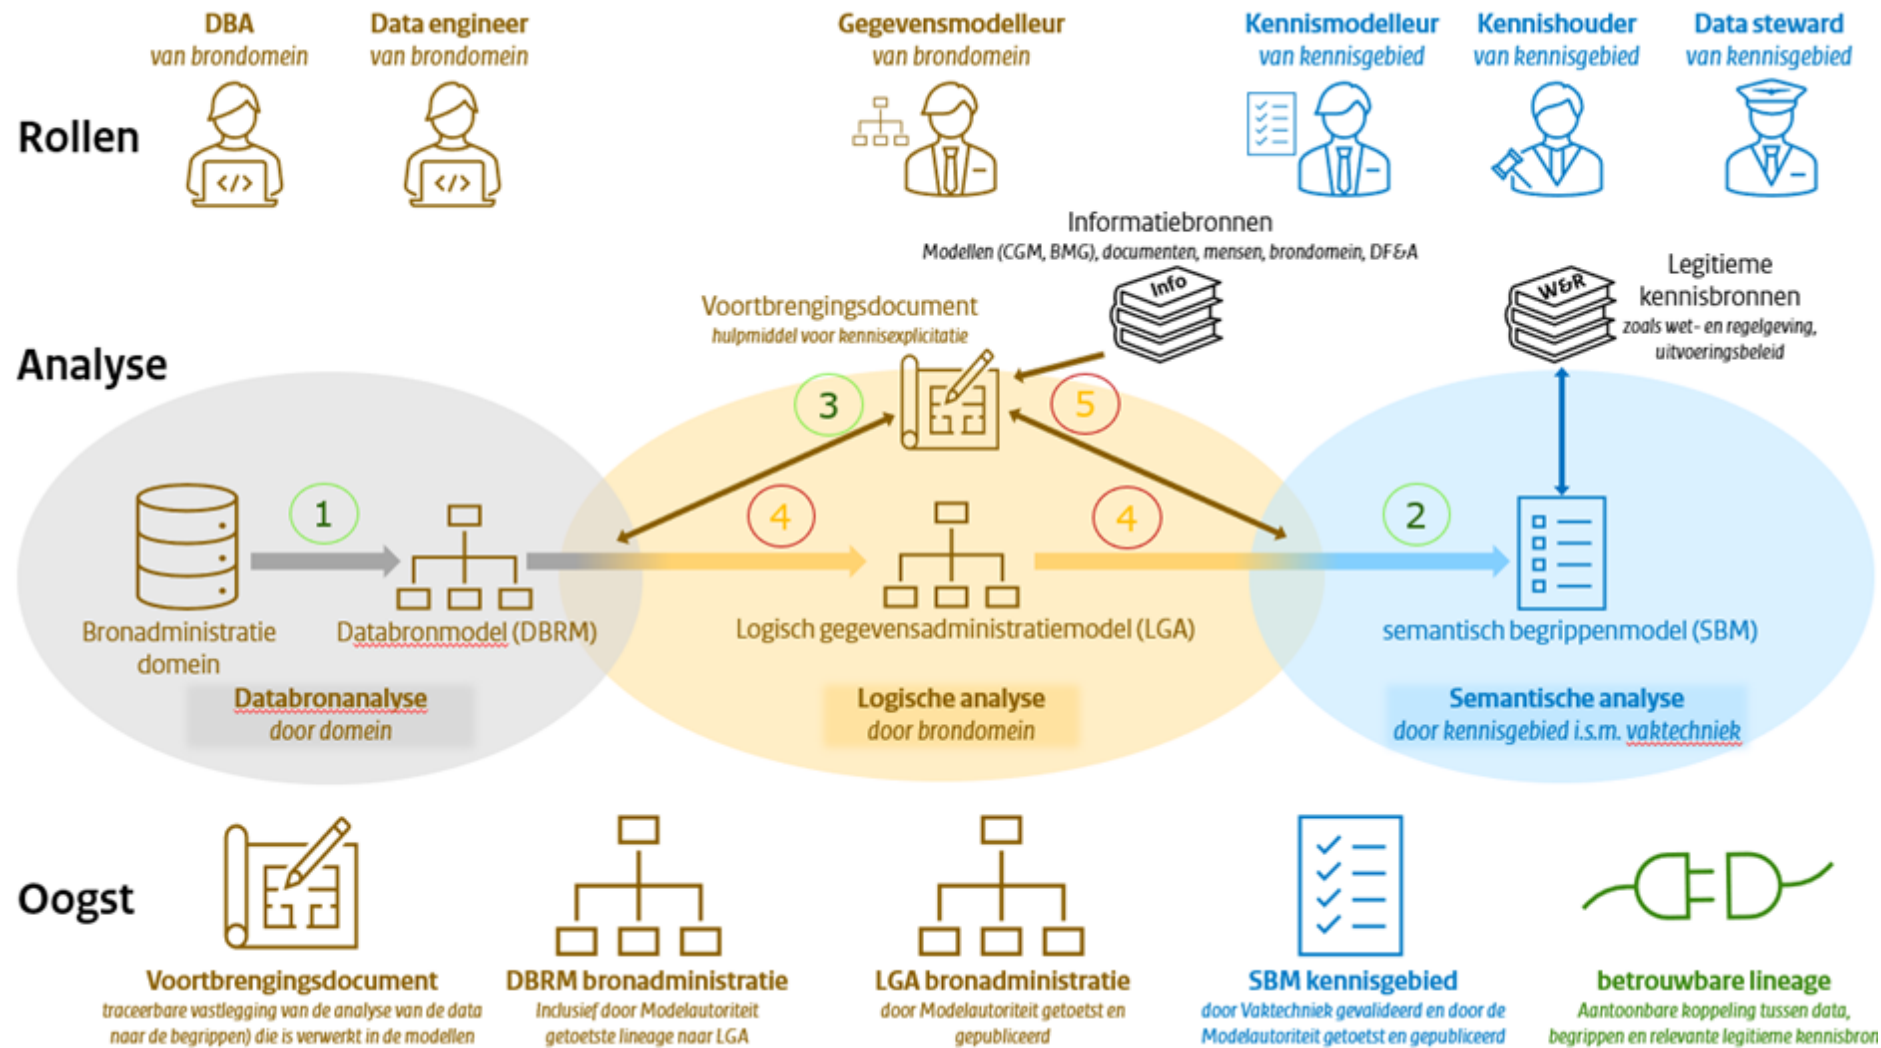 DBA
van brondomein
Data engineer
van brondomein
Gegevensmodelleur
van brondomein
Kennismodelleur
van kennisgebied
Kennishouder
van kennisgebied
Data steward
van kennisgebied
Rollen
</>
</>
Informatiebronnen
Modellen (CGM, BMG), documenten, mensen, brondomein, DF&A
Info
W&R
Legitieme
kennisbronnen
zoals wet- en regelgeving,
uitvoeringsbeleid
Voortbrengingsdocument
hulpmiddel voor kennisexplicitatie
Analyse
3
5
1
4
4
2
Bronadministratie
domein
Databronmodel (DBRM)
Logisch gegevensadministratiemodel (LGA)
semantisch begrippenmodel (SBM)
Databronanalyse
door domein
Logische analyse
door brondomein
Semantische analyse
door kennisgebied i.s.m. vaktechniek
Oogst
Voortbrengingsdocument
traceerbare vastlegging van de analyse van de data
naar de begrippen) die is verwerkt in de modellen
DBRM bronadministratie
Inclusief door Modelautoriteit
getoetste lineage naar LGA
LGA bronadministratie
door Modelautoriteit getoetst en
gepubliceerd
SBM kennisgebied
door Vaktechniek gevalideerd en door de
Modelautoriteit getoetst en gepubliceerd
betrouwbare lineage
Aantoonbare koppeling tussen data,
begrippen en relevante legitieme kennisbron